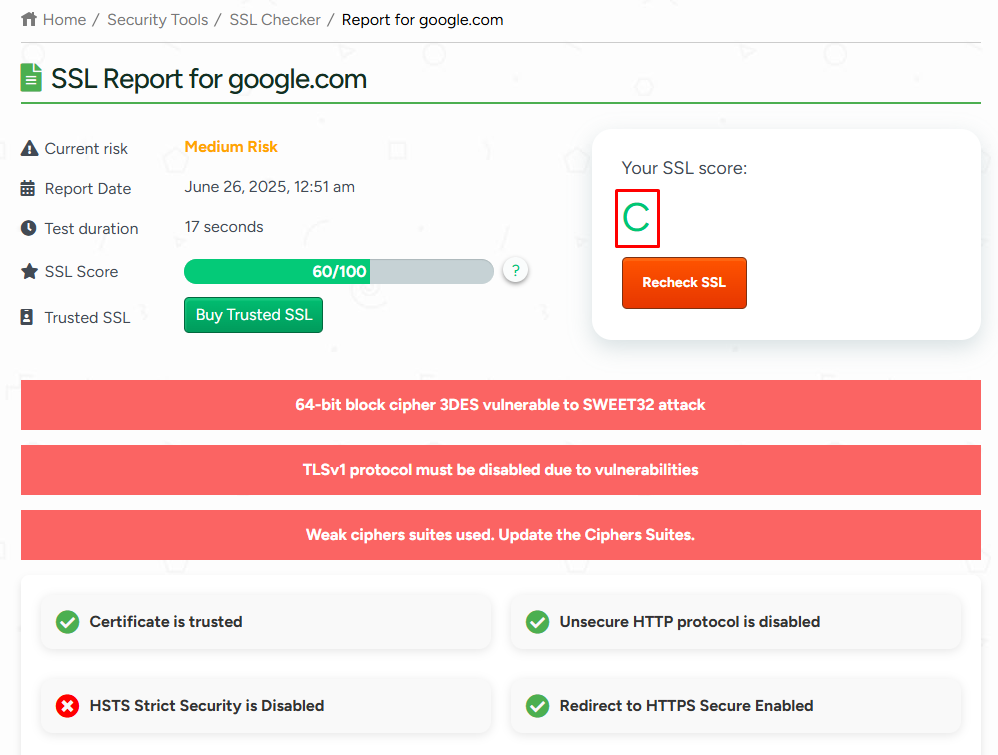 Home / Security Tools / SSL Checker / Report for google.com
SSL Report for google.com
Current risk Medium Risk
Report Date June 26, 2025, 12:51 am
Test duration 17 seconds
SSL Score 60/100 ?
Trusted SSL Buy Trusted SSL
Your SSL score:
C
Recheck SSL
64-bit block cipher 3DES vulnerable to SWEET32 attack
TLSv1 protocol must be disabled due to vulnerabilities
Weak ciphers suites used. Update the Ciphers Suites.
Certificate is trusted
Unsecure HTTP protocol is disabled
HSTS Strict Security is Disabled
Redirect to HTTPS Secure Enabled